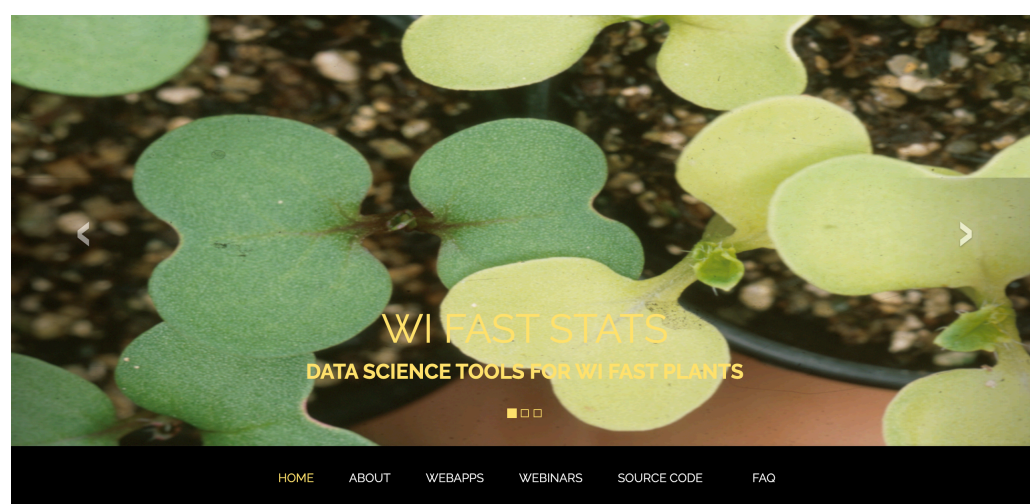 WI FAST STATS
DATA SCIENCE TOOLS FOR WI FAST PLANTS
HOME ABOUT WEBAPPS WEBINARS SOURCE CODE FAQ